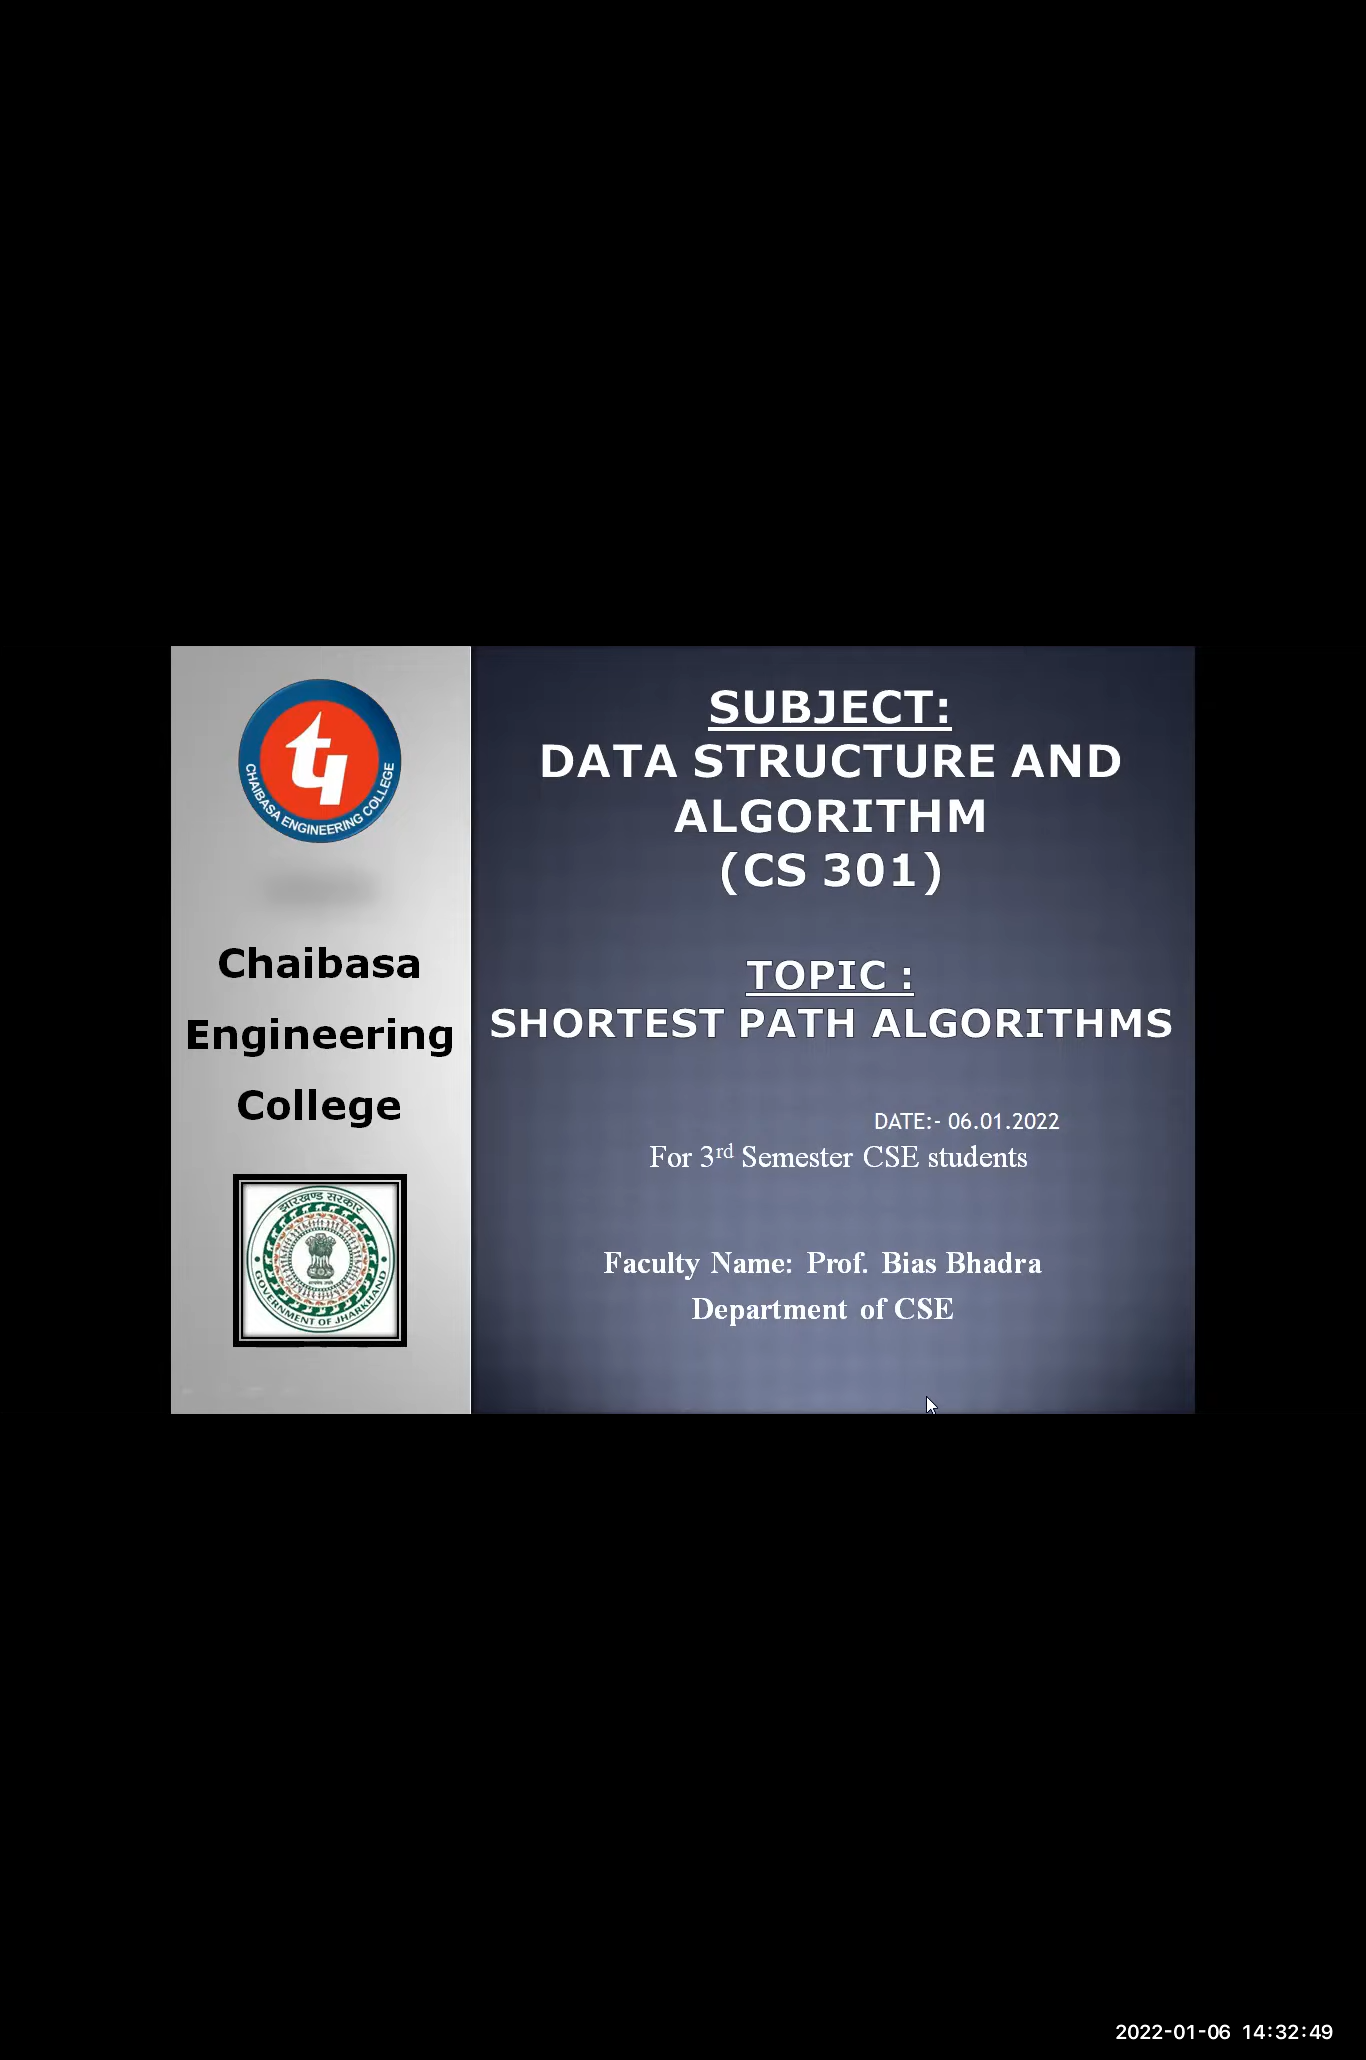 CHAIBASA ENGINEERING COLLEGE
Chaibasa
Engineering
College
झारखण्ड सरकार
GOVERNMENT OF JHARKHAND
SUBJECT:
DATA STRUCTURE AND
ALGORITHM
(CS 301)
TOPIC :
SHORTEST PATH ALGORITHMS
DATE:- 06.01.2022
For 3rd Semester CSE students
Faculty Name: Prof. Bias Bhadra
Department of CSE
2022-01-06 14:32:49